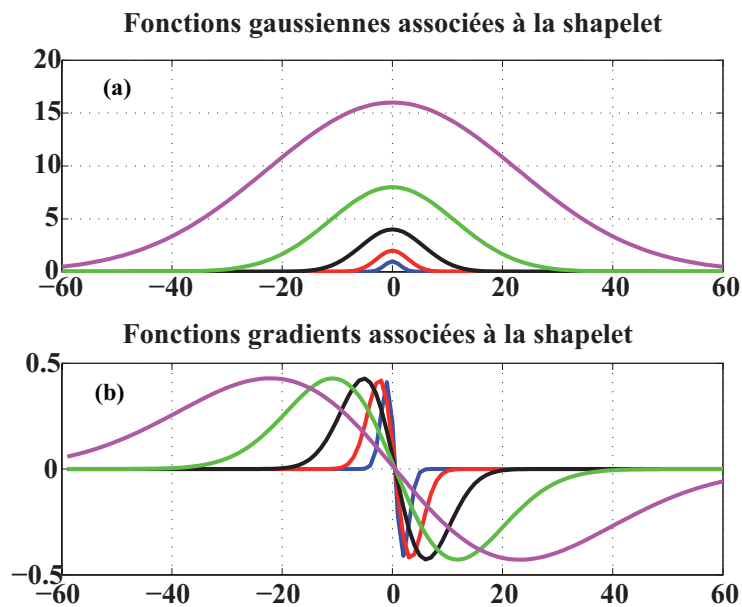 Fonctions gaussiennes associées à la shapelet
20
(a)
15
10
5
0
−60 −40 −20 0 20 40 60
Fonctions gradients associées à la shapelet
0.5
(b)
0
−0.5
−60 −40 −20 0 20 40 60